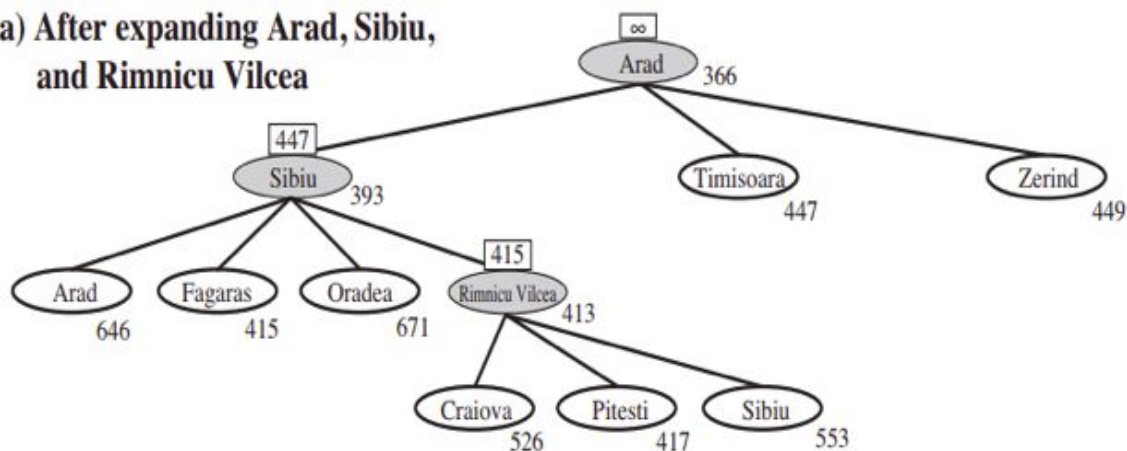 a) After expanding Arad, Sibiu,
and Rimnicu Vilcea
∞
Arad
366
447
Sibiu
393
Timisoara
447
Zerind
449
Arad
646
Fagaras
415
Oradea
671
415
Rimnicu Vilcea
413
Craiova
526
Pitesti
417
Sibiu
553